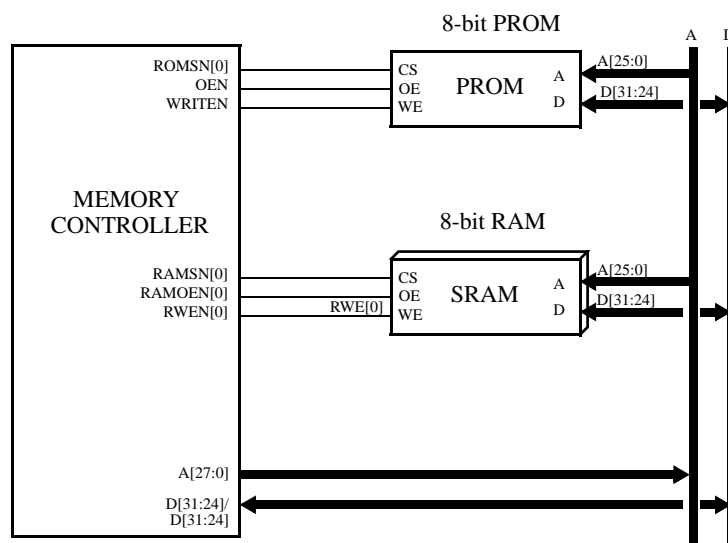 8-bit PROM
A
ROMSN[0]
OEN
WRITEN
CS
OE
WE
PROM
A
D
A[25:0]
D[31:24]
MEMORY
CONTROLLER
8-bit RAM
RAMSN[0]
RAMOEN[0]
RWEN[0]
RWE[0]
CS
OE
WE
SRAM
A
D
A[25:0]
D[31:24]
A[27:0]
D[31:24]/
D[31:24]